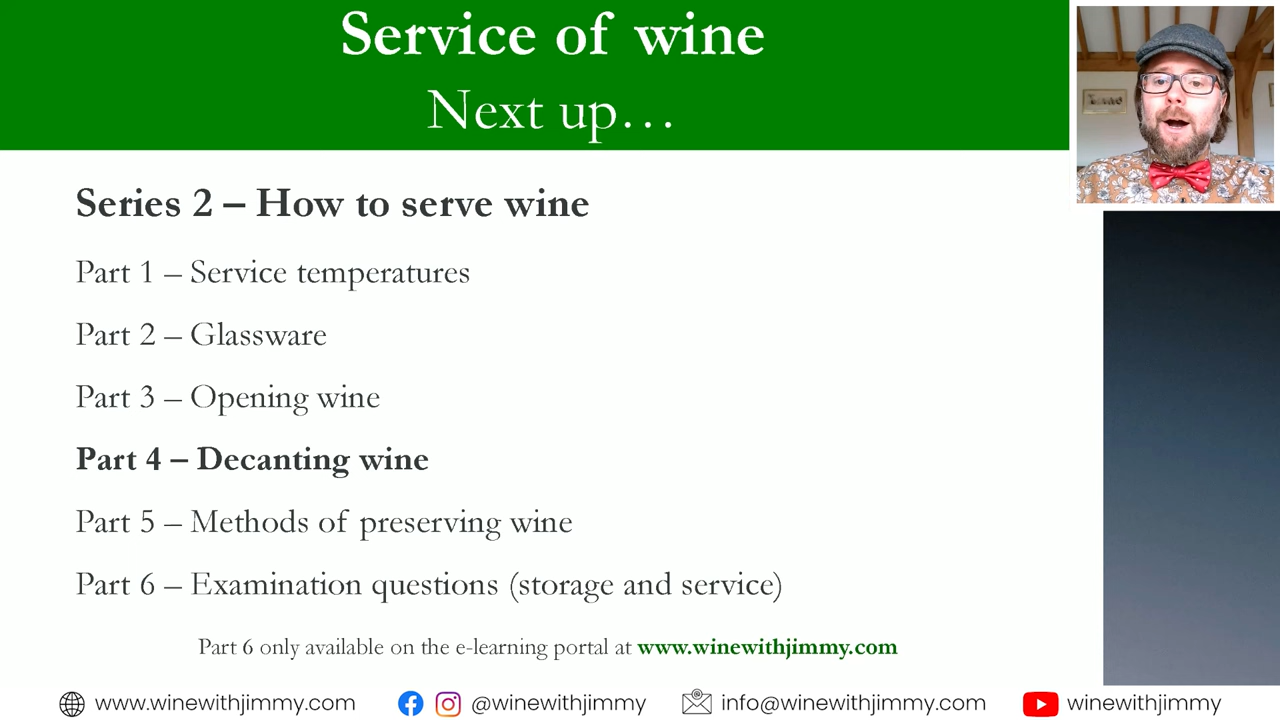 Service of wine
Next up…
Series 2 – How to serve wine
Part 1 – Service temperatures
Part 2 – Glassware
Part 3 – Opening wine
Part 4 – Decanting wine
Part 5 – Methods of preserving wine
Part 6 – Examination questions (storage and service)
Part 6 only available on the e-learning portal at www.winewithjimmy.com
www.winewithjimmy.com @winewithjimmy info@winewithjimmy.com winewithjimmy